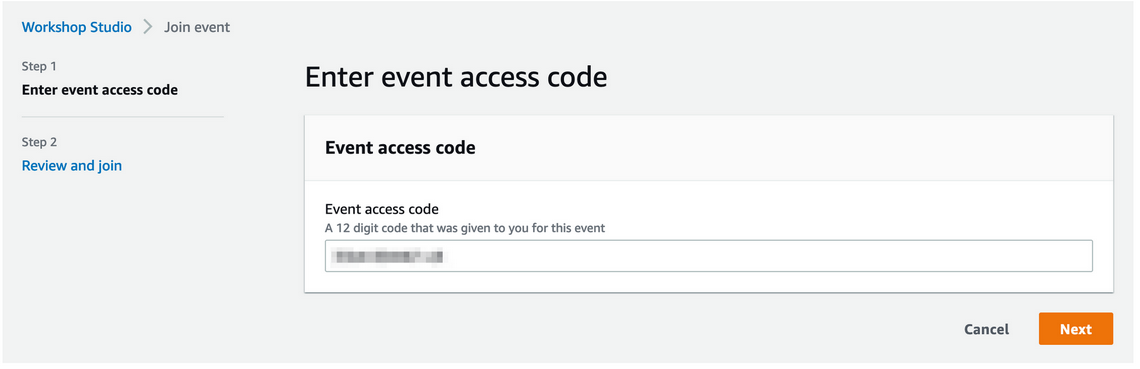 Workshop Studio > Join event
Step 1
Enter event access code
Step 2
Review and join
Enter event access code
Event access code
Event access code
A 12 digit code that was given to you for this event
Cancel
Next